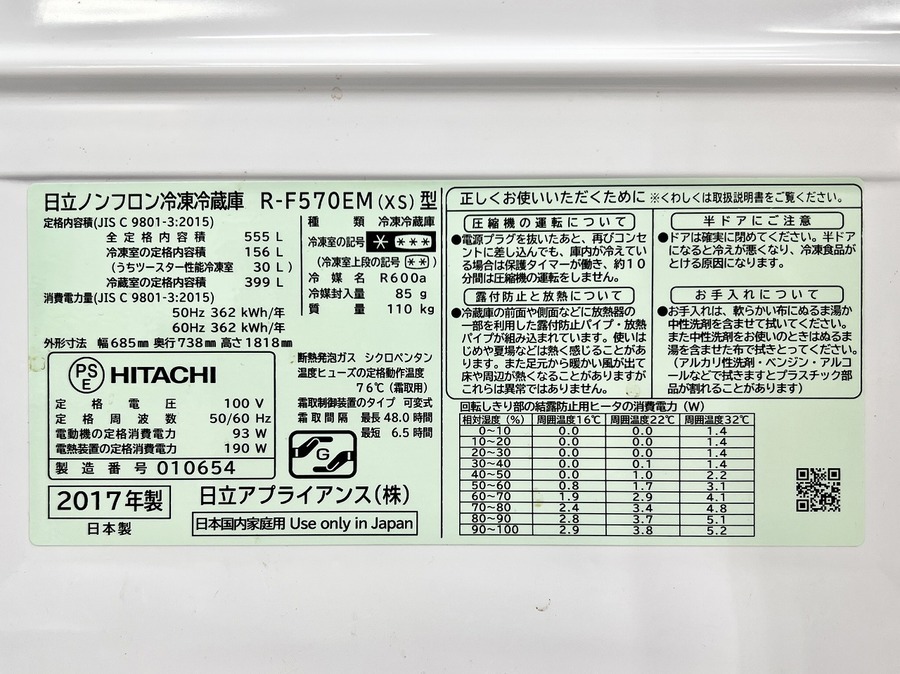 日立ノンフロン冷凍冷蔵庫 R-F570EM (XS) 型
定格内容積(JIS C 9801-3:2015)
全定格内容積 555 L
冷凍室の定格内容積 156 L
(うちツースター性能冷凍室 30 L)
冷蔵室の定格内容積 399 L
消費電力量(JIS C 9801-3:2015)
50Hz 362 kWh/年
60Hz 362 kWh/年
外形寸法 幅685mm 奥行738mm 高さ1818mm
種類 冷凍冷蔵庫
冷凍室の記号 * ***
(冷凍室上段の記号 **)
冷媒名 R600a
冷媒封入量 85 g
質量 110 kg
PSE HITACHI
定格電圧 100 V
定格周波数 50/60 Hz
電動機の定格消費電力 93 W
電熱装置の定格消費電力 190 W
製造番号 010654
断熱発泡ガス シクロペンタン
温度ヒューズの定格動作温度
76℃(霜取用)
霜取制御装置のタイプ 可変式
霜取間隔 最長 48.0 時間
最短 6.5 時間
G
2017年製
日本製
日立アプライアンス(株)
日本国内家庭用 Use only in Japan
正しくお使いいただくために ※くわしくは取扱説明書をご覧ください。
圧縮機の運転について
●電源プラグを抜いたあと、再びコンセ
ントに差し込んでも、庫内が冷えてい
る場合は保護タイマーが働き、約10
分間は圧縮機の運転をしません。
露付防止と放熱について
●冷蔵庫の前面や側面などに放熱器の
一部を利用した露付防止パイプ・放熱
パイプが組み込まれています。使いは
じめや夏場などは熱く感じることがあ
ります。また足元から暖かい風が出て
床や周辺が熱くなることがありますが
これらは異常ではありません。
半ドアにご注意
●ドアは確実に閉めてください。半ドア
になると冷えが悪くなり、冷凍食品が
とける原因になります。
お手入れについて
●お手入れは、軟らかい布にぬるま湯か
中性洗剤を含ませて拭いてください。
また中性洗剤をお使いのときはぬるま
湯を含ませた布で拭きとってください。
(アルカリ性洗剤・ベンジン・アルコ
ールなどで拭きますとプラスチック部
品が割れることがあります)
回転しきり部の結露防止用ヒータの消費電力(W)
相対湿度(%) 周囲温度16℃ 周囲温度22℃ 周囲温度32℃
0~10 0.0 0.0 1.4
10~20 0.0 0.0 1.4
20~30 0.0 0.0 1.4
30~40 0.0 0.1 1.4
40~50 0.0 1.0 2.2
50~60 0.8 1.7 3.1
60~70 1.9 2.9 4.1
70~80 2.4 3.4 4.8
80~90 2.8 3.7 5.1
90~100 2.9 3.8 5.2